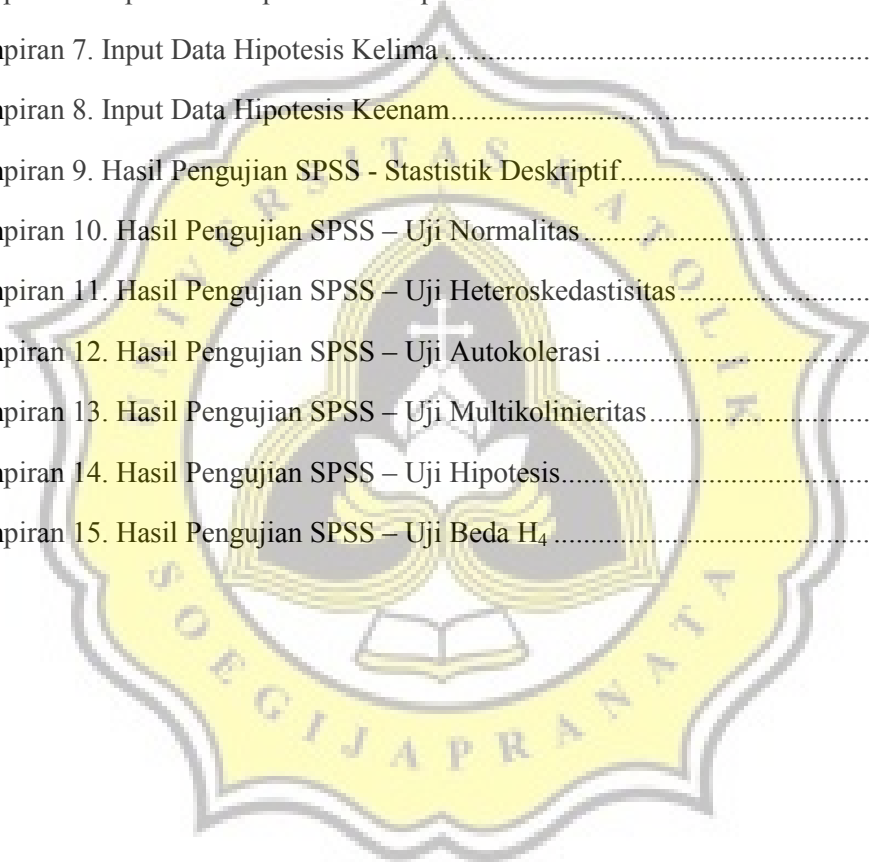 piran 7. Input Data Hipotesis Kelima ........................................................
piran 8. Input Data Hipotesis Keenam........................................................
piran 9. Hasil Pengujian SPSS - Stastistik Deskriptif...................................
piran 10. Hasil Pengujian SPSS – Uji Normalitas........................................
piran 11. Hasil Pengujian SPSS – Uji Heteroskedastisitas..........................
piran 12. Hasil Pengujian SPSS – Uji Autokolerasi ....................................
piran 13. Hasil Pengujian SPSS – Uji Multikolinieritas...............................
piran 14. Hasil Pengujian SPSS – Uji Hipotesis..........................................
piran 15. Hasil Pengujian SPSS – Uji Beda H₄ ...........................................
UNIVERSITAS KATOLIK
SOEGIJAPRANATA